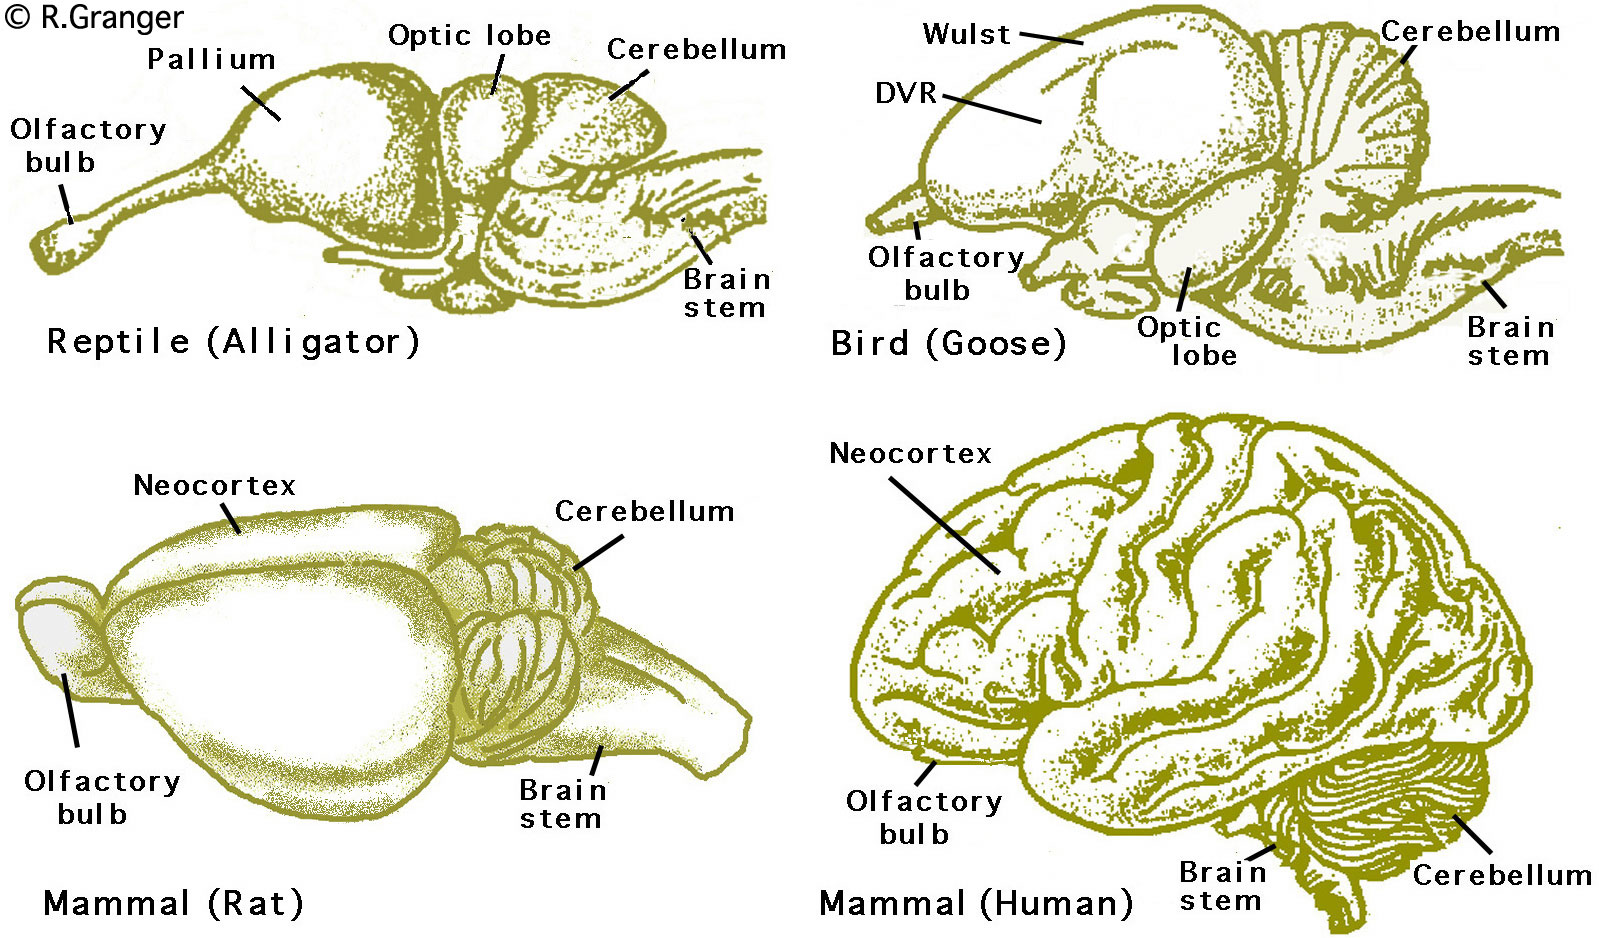 © R.Granger
Pallium
Optic lobe
Cerebellum
Olfactory
bulb
Brain
stem
Reptile (Alligator)
Wulst
Cerebellum
DVR
Olfactory
bulb
Optic
lobe
Brain
stem
Bird (Goose)
Neocortex
Cerebellum
Olfactory
bulb
Brain
stem
Mammal (Rat)
Neocortex
Olfactory
bulb
Brain
stem
Cerebellum
Mammal (Human)